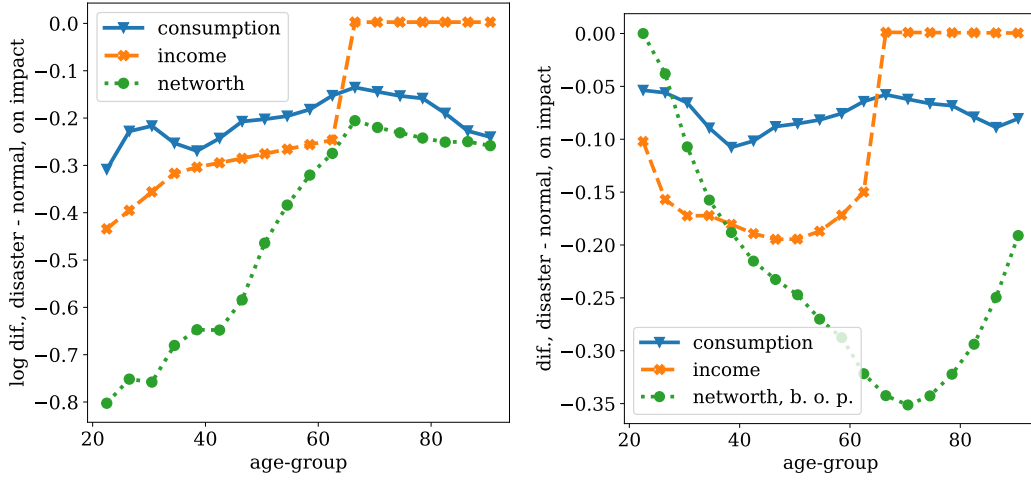 log dif., disaster - normal, on impact
0.0
−0.1
−0.2
−0.3
−0.4
−0.5
−0.6
−0.7
−0.8
consumption
income
networth
20 40 60 80
age-group
dif., disaster - normal, on impact
0.00
−0.05
−0.10
−0.15
−0.20
−0.25
−0.30
−0.35
consumption
income
networth, b. o. p.
20 40 60 80
age-group